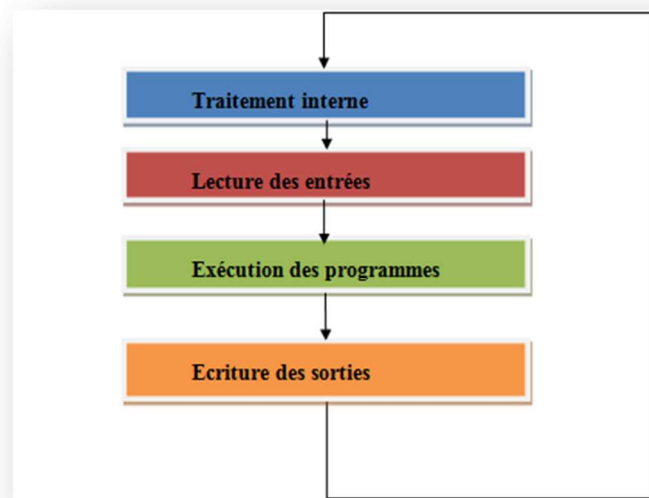 Traitement interne
Lecture des entrées
Exécution des programmes
Ecriture des sorties